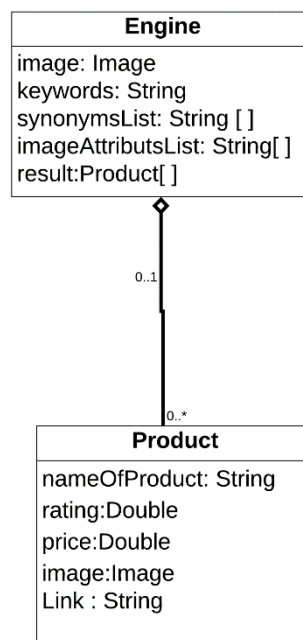 Engine
image: Image
keywords: String
synonymsList: String [ ]
imageAttributsList: String[ ]
result:Product[ ]
0..1
0..*
Product
nameOfProduct: String
rating:Double
price:Double
image:Image
Link : String